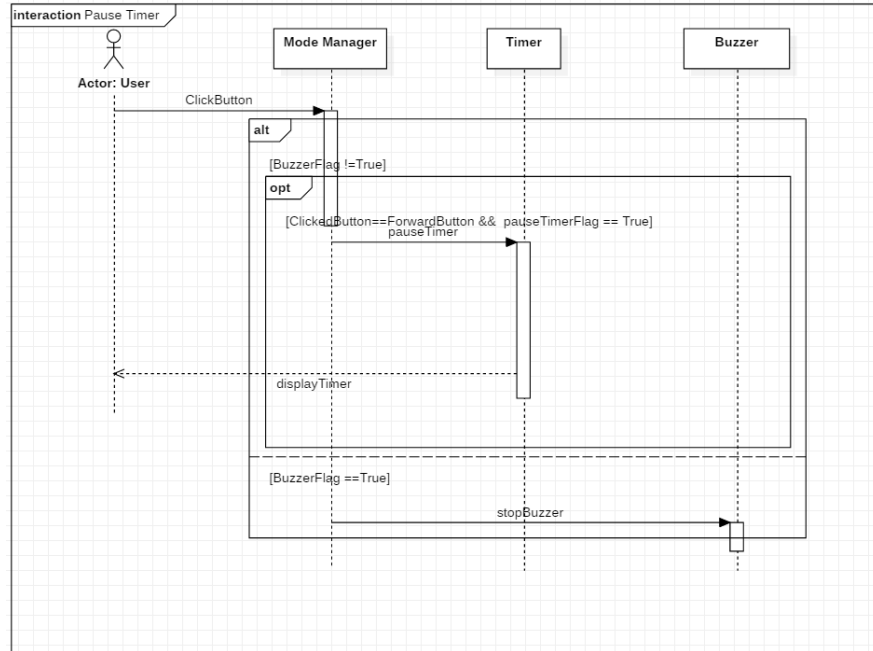 interaction Pause Timer
Mode Manager
Timer
Buzzer
Actor: User
ClickButton
alt
[BuzzerFlag !=True]
opt
[ClickedButton==ForwardButton && pauseTimerFlag == True]
pauseTimer
displayTimer
[BuzzerFlag ==True]
stopBuzzer